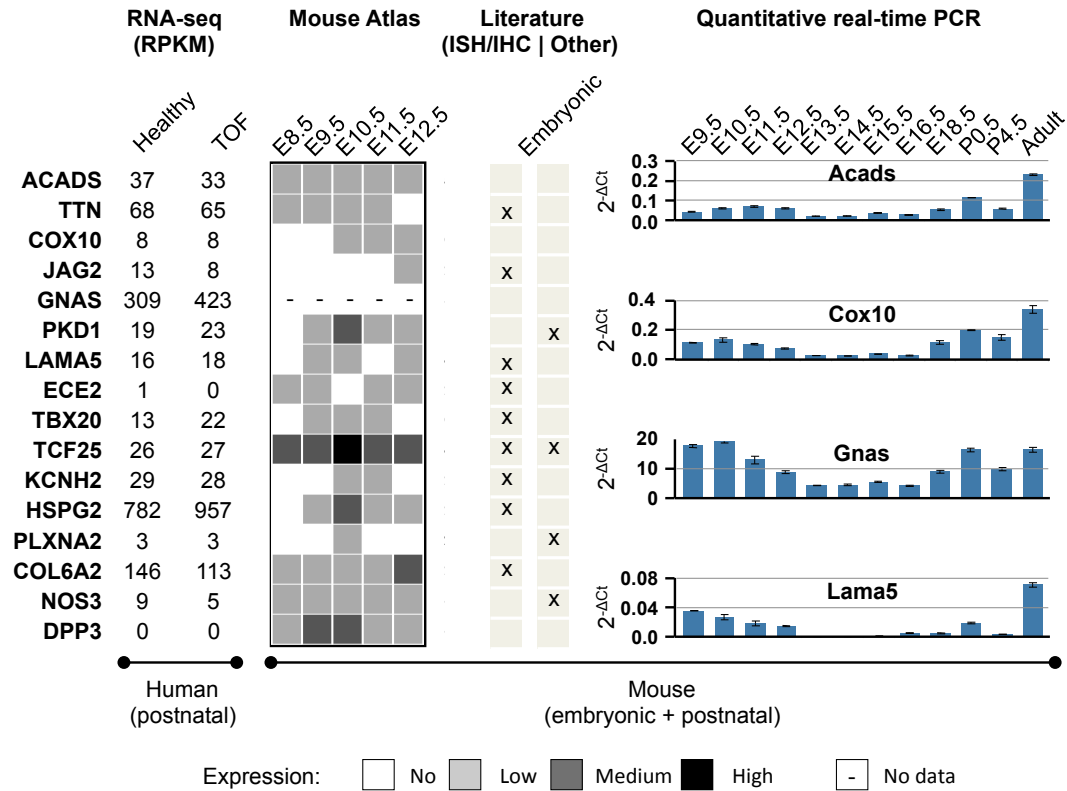 RNA-seq
(RPKM)
Mouse Atlas
Literature
(ISH/IHC | Other)
Quantitative real-time PCR
Healthy TOF
E8.5 E9.5 E10.5 E11.5 E12.5
Embryonic
E9.5 E10.5 E11.5 E12.5 E13.5 E14.5 E15.5 E16.5 E18.5 P0.5 P4.5 Adult
ACADS 37 33
TTN 68 65 x
COX10 8 8
JAG2 13 8 x
GNAS 309 423 - - - - -
PKD1 19 23 x
LAMA5 16 18 x
ECE2 1 0 x
TBX20 13 22 x
TCF25 26 27 x x
KCNH2 29 28 x
HSPG2 782 957 x
PLXNA2 3 3 x
COL6A2 146 113 x
NOS3 9 5 x
DPP3 0 0
Acads
2-ΔCt
0.3
0.2
0.1
0.0
Cox10
2-ΔCt
0.4
0.2
0.0
Gnas
2-ΔCt
20
10
0
Lama5
2-ΔCt
0.08
0.04
0.0
Human
(postnatal)
Mouse
(embryonic + postnatal)
Expression: No Low Medium High - No data